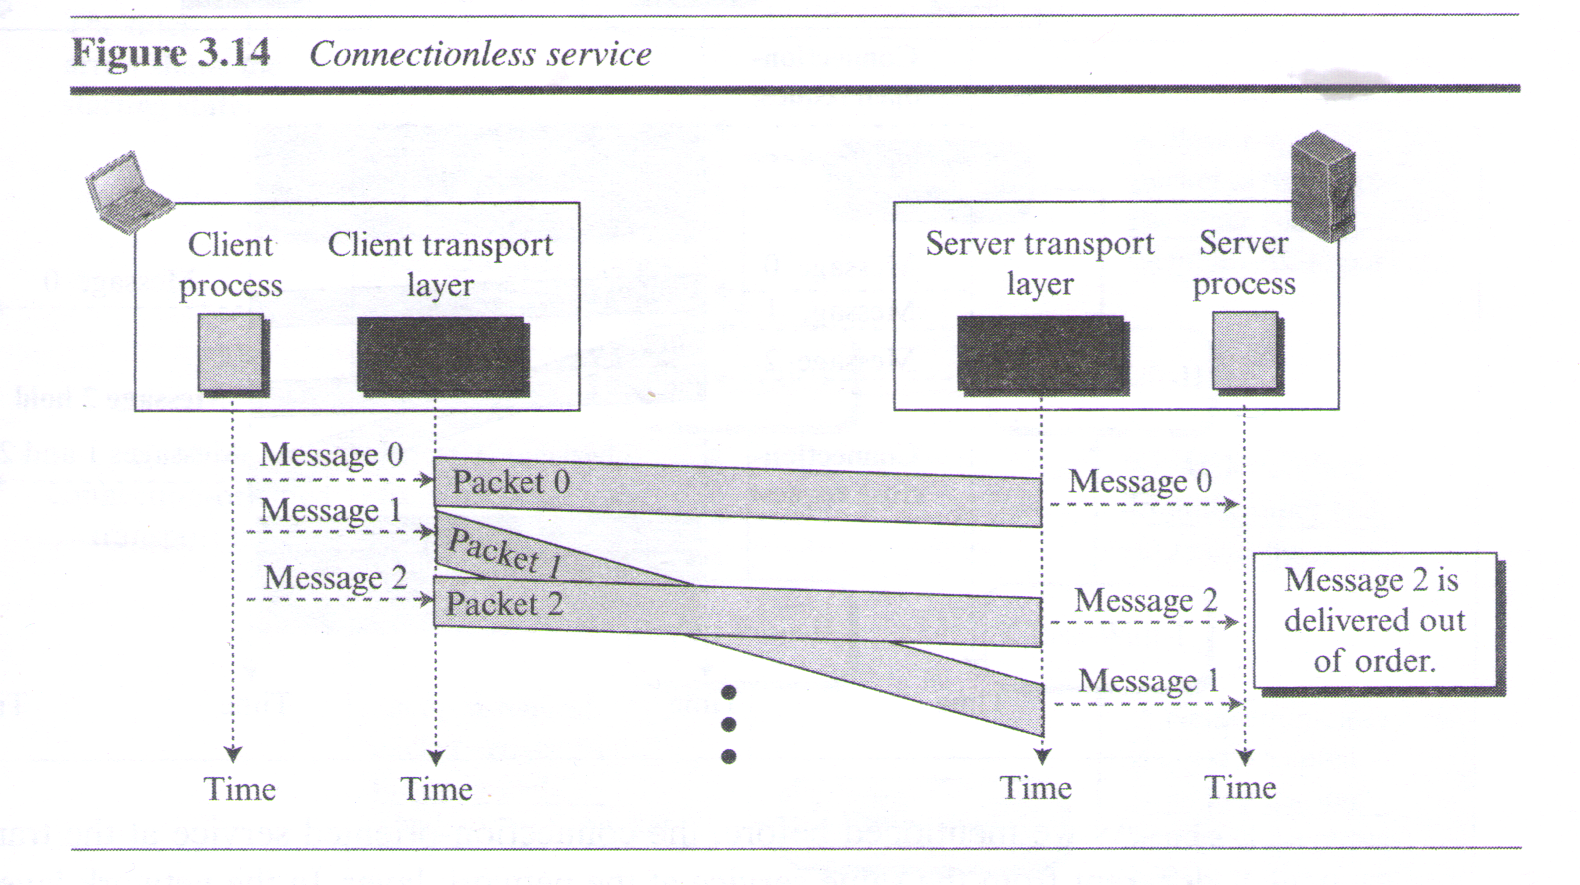 Figure 3.14 Connectionless service
Client process
Client transport layer
Server transport layer
Server process
Message 0
Message 1
Message 2
Packet 0
Packet 1
Packet 2
Message 0
Message 2
Message 1
Message 2 is
delivered out
of order.
Time
Time
Time
Time